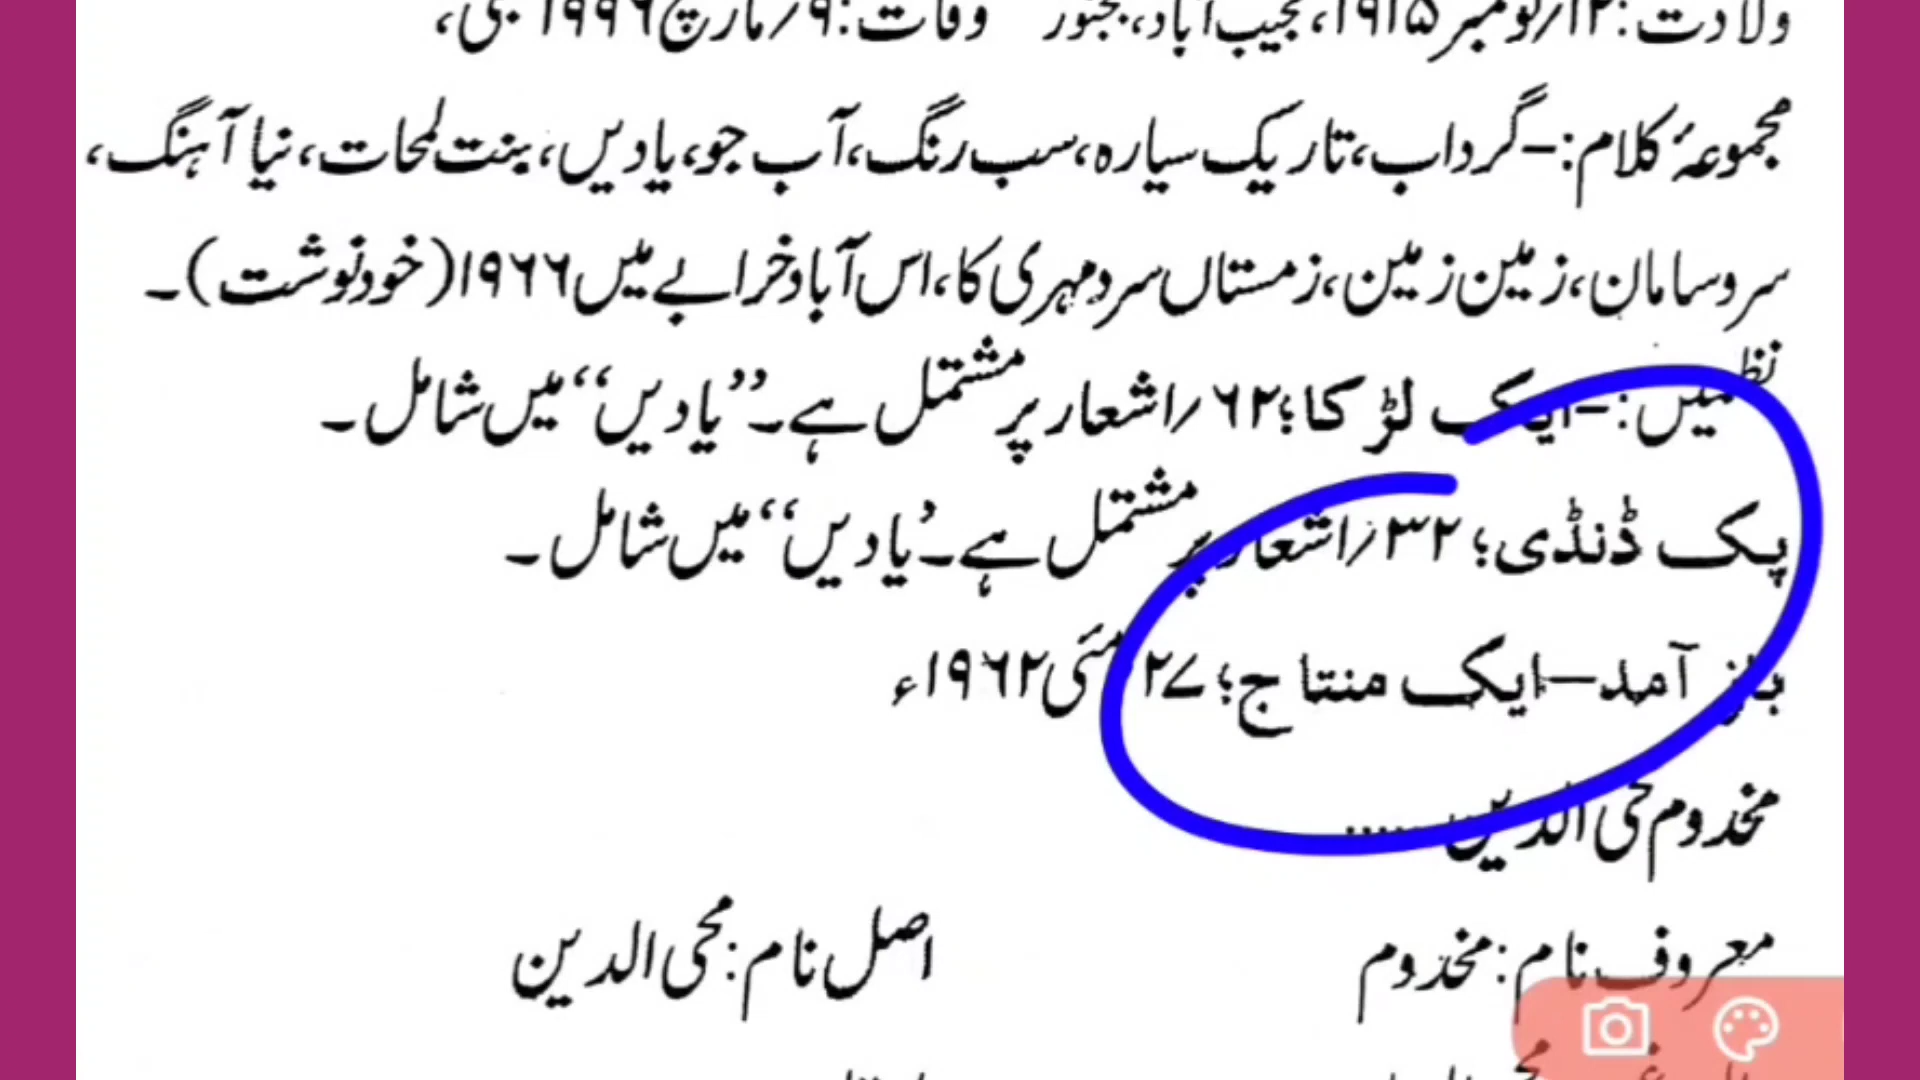 ولادت: ۱۲/نومبر ۱۹۱۵، نجیب آباد، بجنور وفات: ۹/مارچ ۱۹۹۶ بمبئی،
مجموعۂ کلام:- گرداب، تاریک سیارہ، سب رنگ، آب جو، یادیں، بنت لمحات، نیا آہنگ،
سروسامان، زمین زمین، زمستاں سرد مہری کا، اس آباد خرابے میں ۱۹۶۶ (خودنوشت)۔
نظمیں:- ایک لڑکا؛ ۶۲/اشعار پر مشتمل ہے۔ ”یادیں“ میں شامل۔
پک ڈنڈی؛ ۳۲/اشعار پر مشتمل ہے۔ ’یادیں“ میں شامل۔
باز آمد—ایک منتاج؛ ۲۷ مئی ۱۹۶۲ء
مخدوم محی الدین .....
معروف نام: مخدوم اصل نام: محی الدین